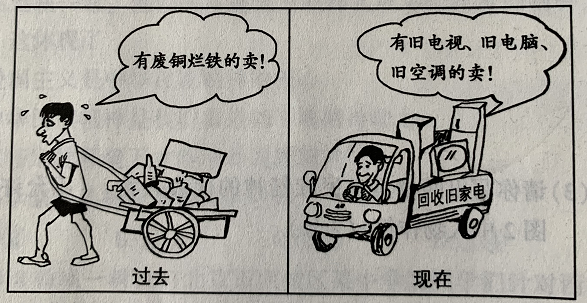 有废铜烂铁的卖!
过去
有旧电视、旧电脑、
旧空调的卖!
回收旧家电
现在